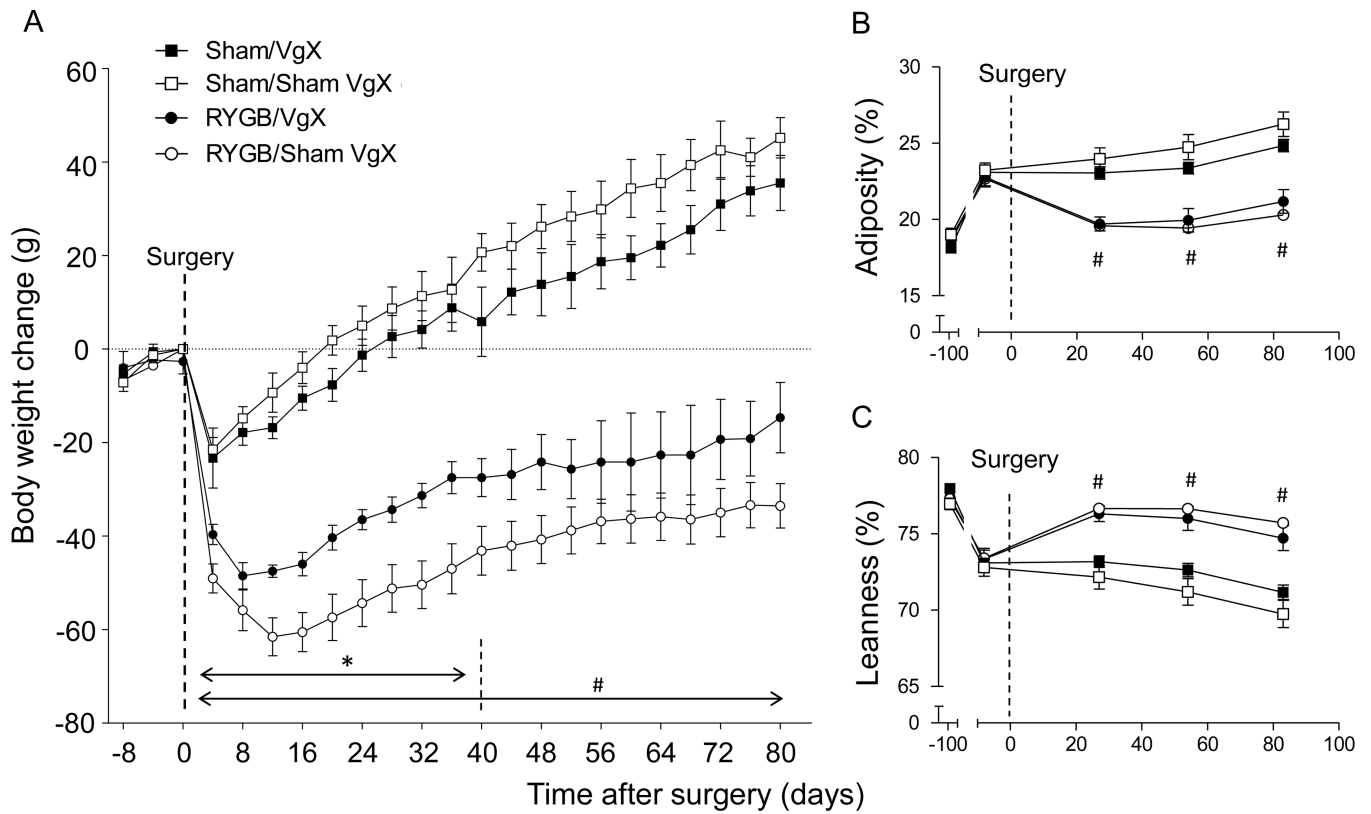 A
Sham/VgX
Sham/Sham VgX
RYGB/VgX
RYGB/Sham VgX
60
40
20
0
-20
-40
-60
-80
Body weight change (g)
Surgery
*
#
-8 0 8 16 24 32 40 48 56 64 72 80
Time after surgery (days)
B
30
25
20
15
0
Adiposity (%)
Surgery
# # #
-100 0 20 40 60 80 100
C
80
75
70
65
0
Leanness (%)
Surgery
# # #
-100 0 20 40 60 80 100